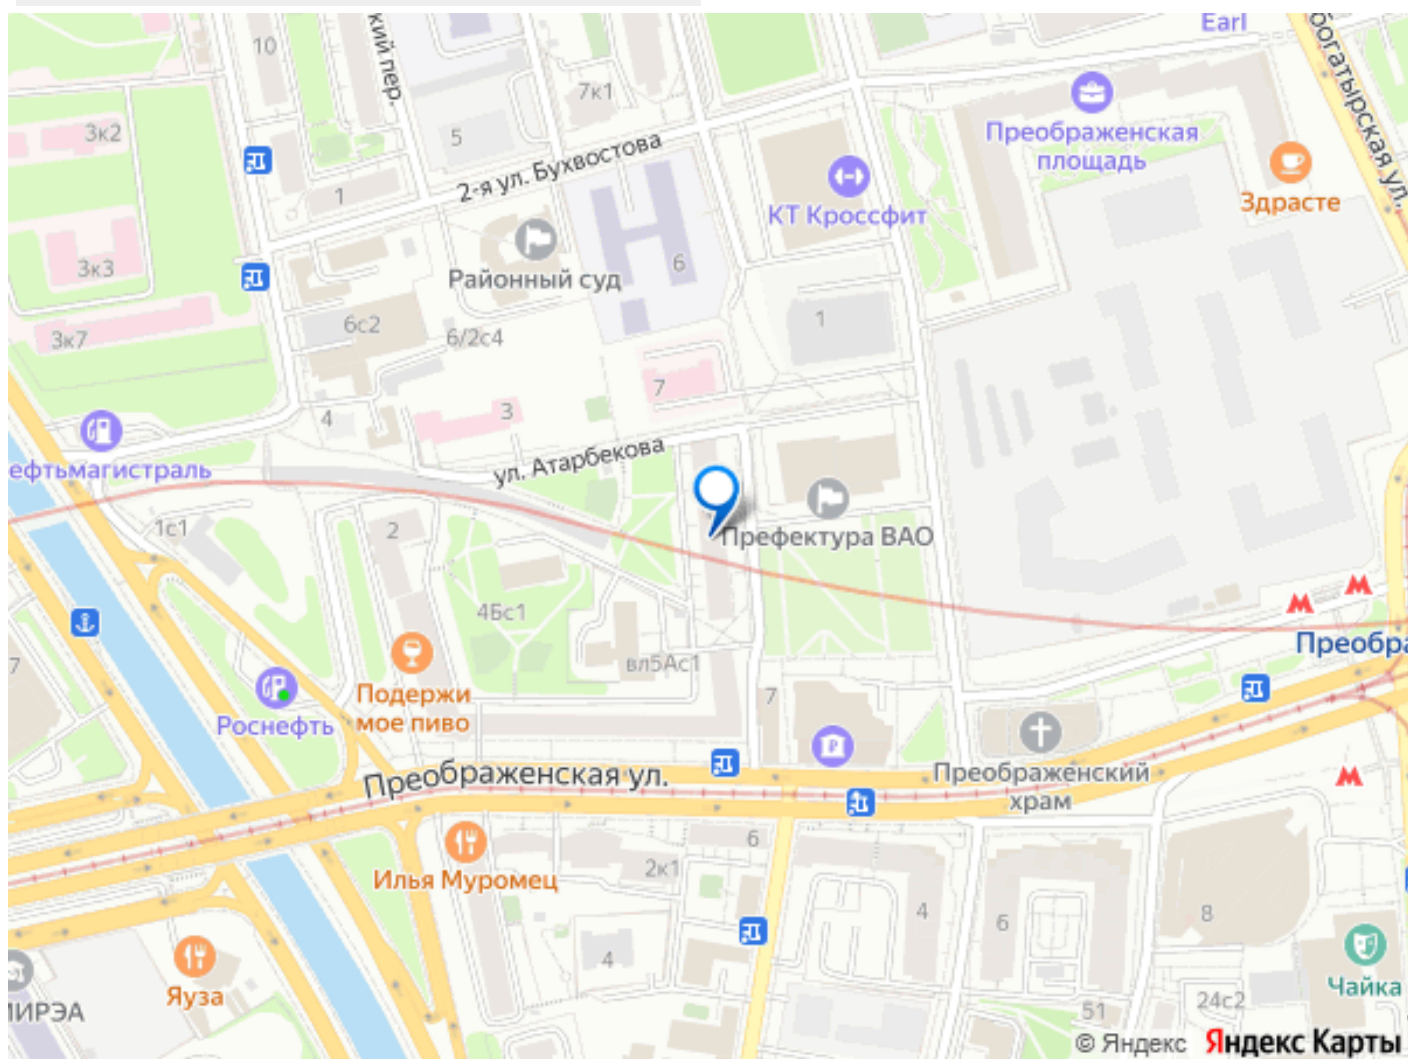 Earl
богатырская ул.
кий пер.
10
7к1
Преображенская
площадь
3к2
5
2-я ул. Бухвостова
Здрасте
1
КТ Кроссфит
3к3
Районный суд
6
6с2
1
3к7
6/2с4
7
3
4
ул. Атарбекова
ефтьмагистраль
1с1
2
Префектура ВАО
4Бс1
Преобра
7
вл5Ас1
Подержи
мое пиво
7
Роснефть
Преображенская ул.
Преображенский
храм
6
2к1
Илья Муромец
4
6
8
4
Яуза
Чайка
ИРЭА
24с2
51
© Яндекс Яндекс Карты